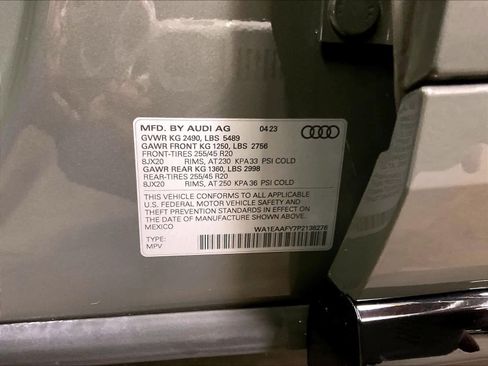 MFD. BY AUDI AG 04 23
GVWR KG 2490, LBS 5489
GAWR FRONT KG 1250, LBS 2756
FRONT-TIRES 255/45 R20
8JX20 RIMS, AT 230 KPA 33 PSI COLD
GAWR REAR KG 1360, LBS 2998
REAR-TIRES 255/45 R20
8JX20 RIMS, AT 250 KPA 36 PSI COLD
THIS VEHICLE CONFORMS TO ALL APPLICABLE
U.S. FEDERAL MOTOR VEHICLE SAFETY AND
THEFT PREVENTION STANDARDS IN EFFECT ON
THE DATE OF MANUFACTURE SHOWN ABOVE.
MEXICO
WA1EAAFY7P2138276
TYPE:
MPV